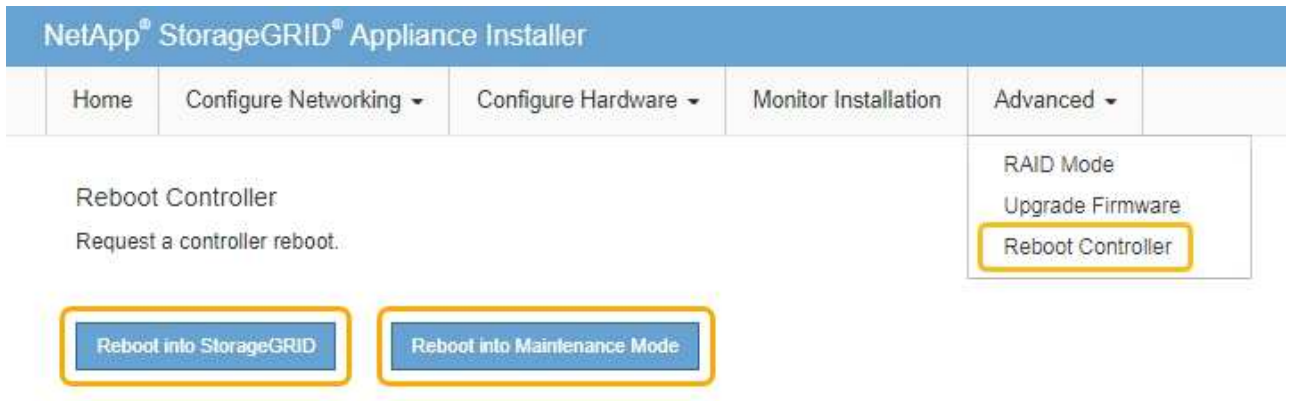 NetApp® StorageGRID® Appliance Installer
Home Configure Networking Configure Hardware Monitor Installation Advanced
RAID Mode
Upgrade Firmware
Reboot Controller
Reboot Controller
Request a controller reboot.
Reboot into StorageGRID Reboot into Maintenance Mode